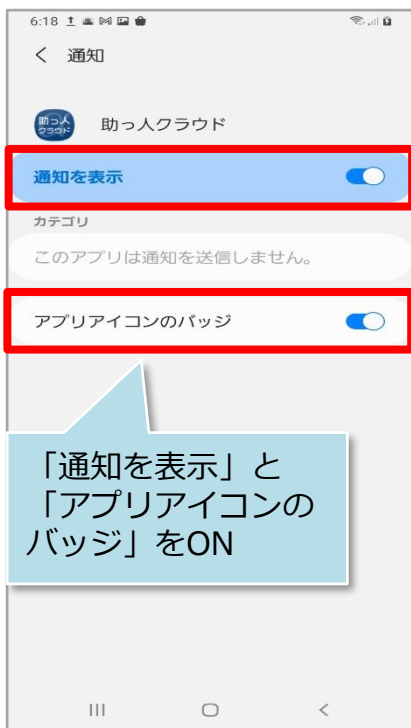 6:18
通知
助っ人
クラウド
助っ人クラウド
通知を表示
カテゴリ
このアプリは通知を送信しません。
アプリアイコンのバッジ
「通知を表示」と
「アプリアイコンの
バッジ」をON